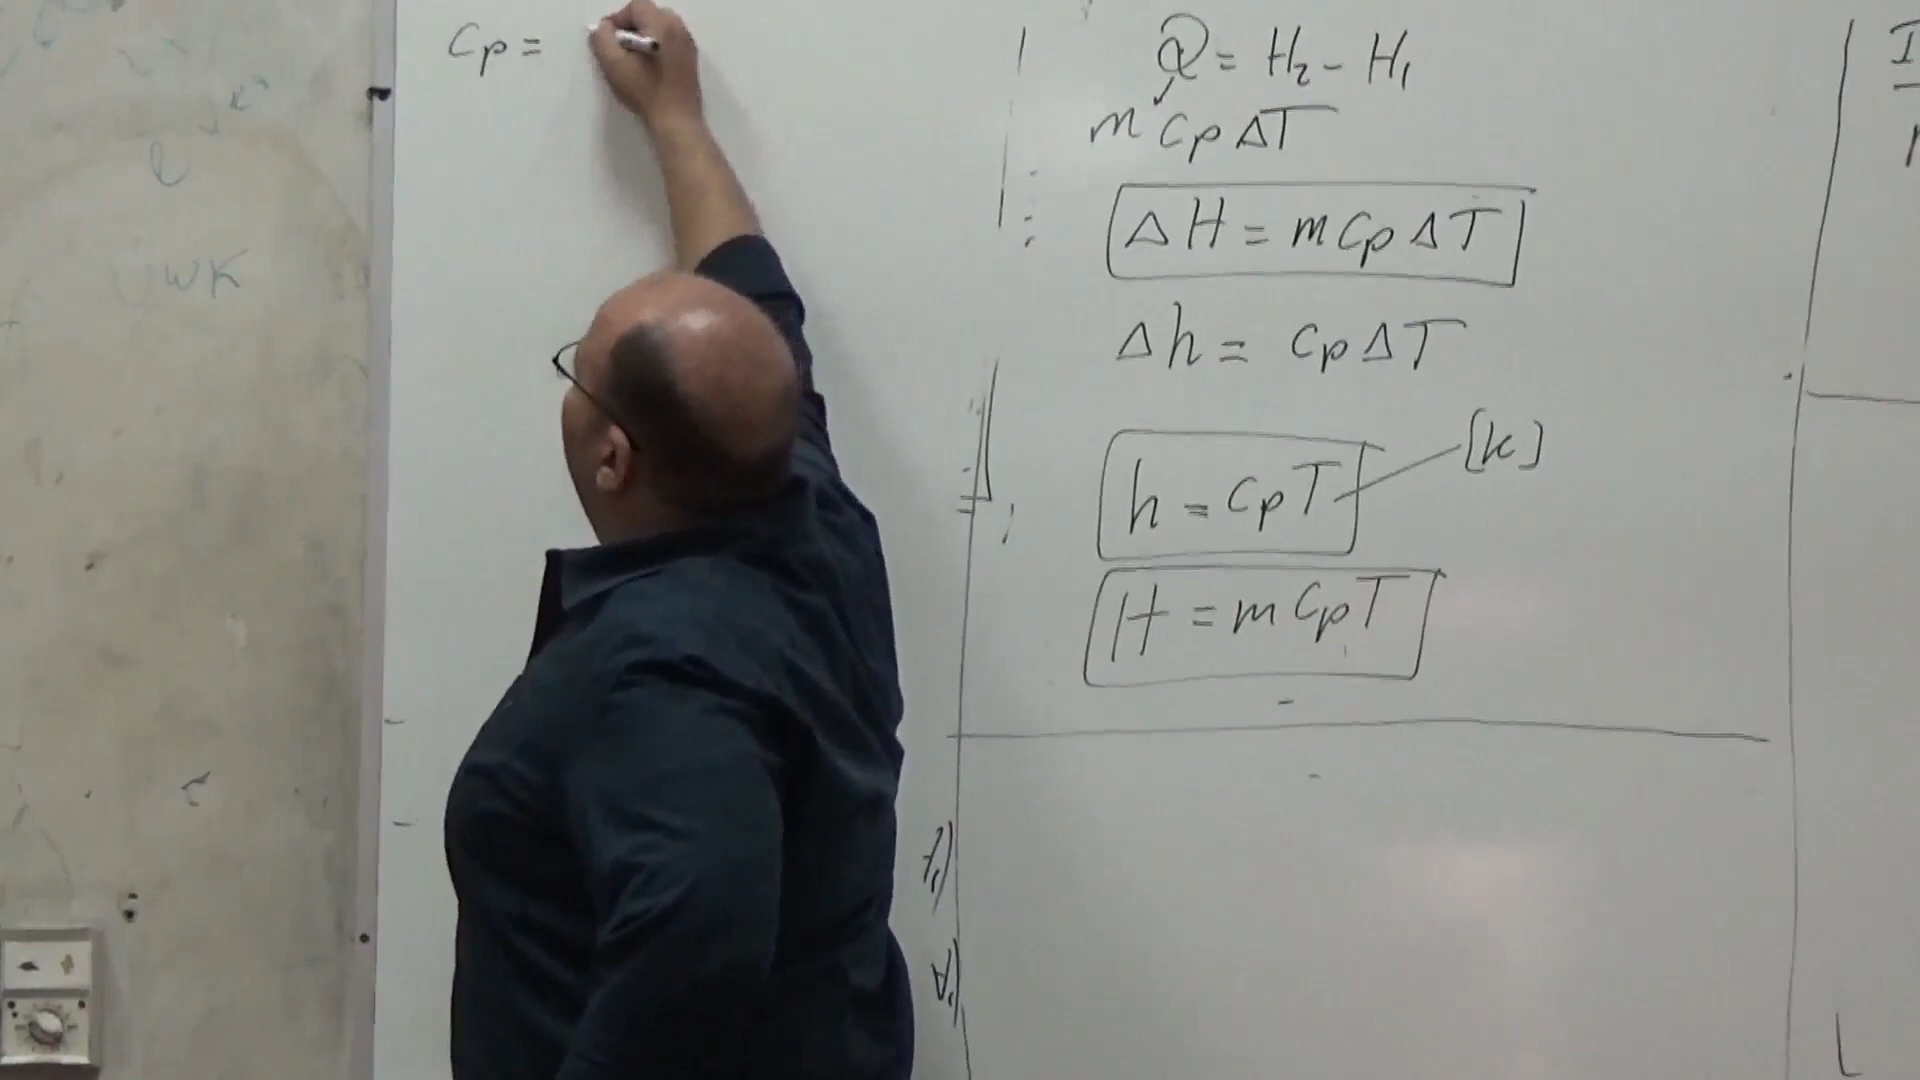 Cp =
Q = H₂ - H₁
m Cp ΔT
ΔH = m Cp ΔT
Δh = Cp ΔT
h = Cp T
[K]
H = m Cp T